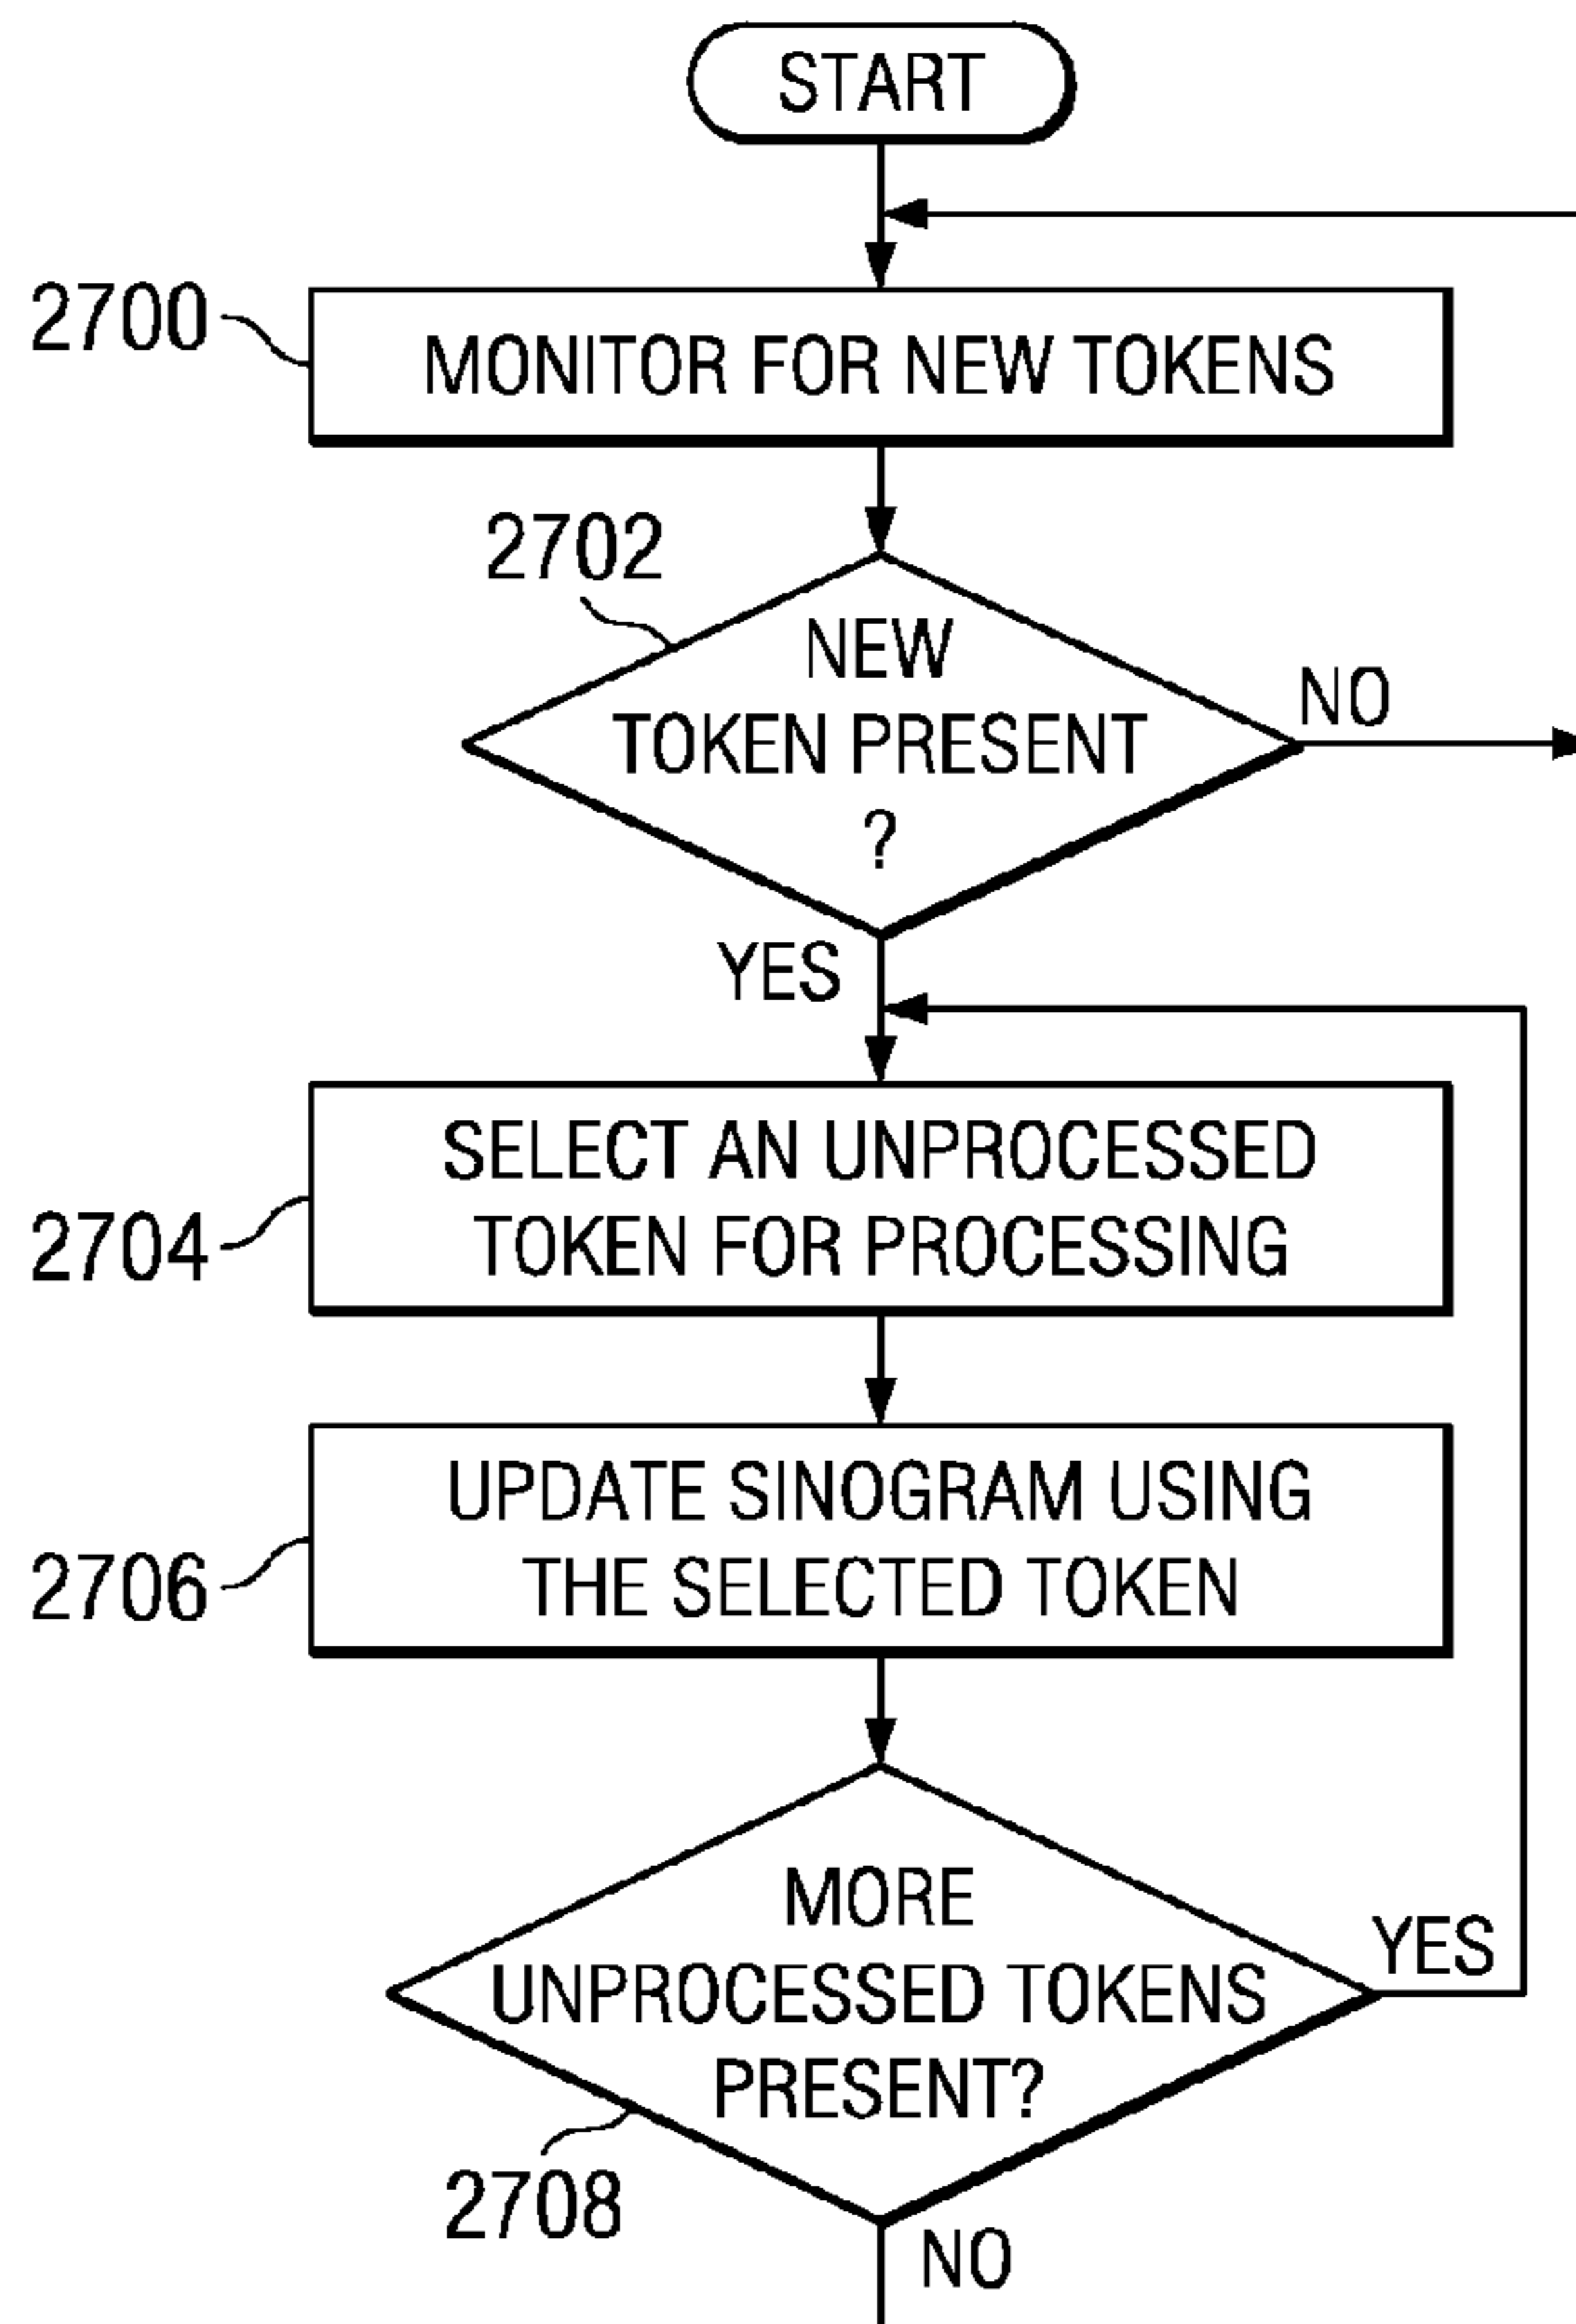 START
2700
MONITOR FOR NEW TOKENS
2702
NEW
TOKEN PRESENT
?
NO
YES
SELECT AN UNPROCESSED
TOKEN FOR PROCESSING
2704
UPDATE SINOGRAM USING
THE SELECTED TOKEN
2706
MORE
UNPROCESSED TOKENS
PRESENT?
YES
2708
NO